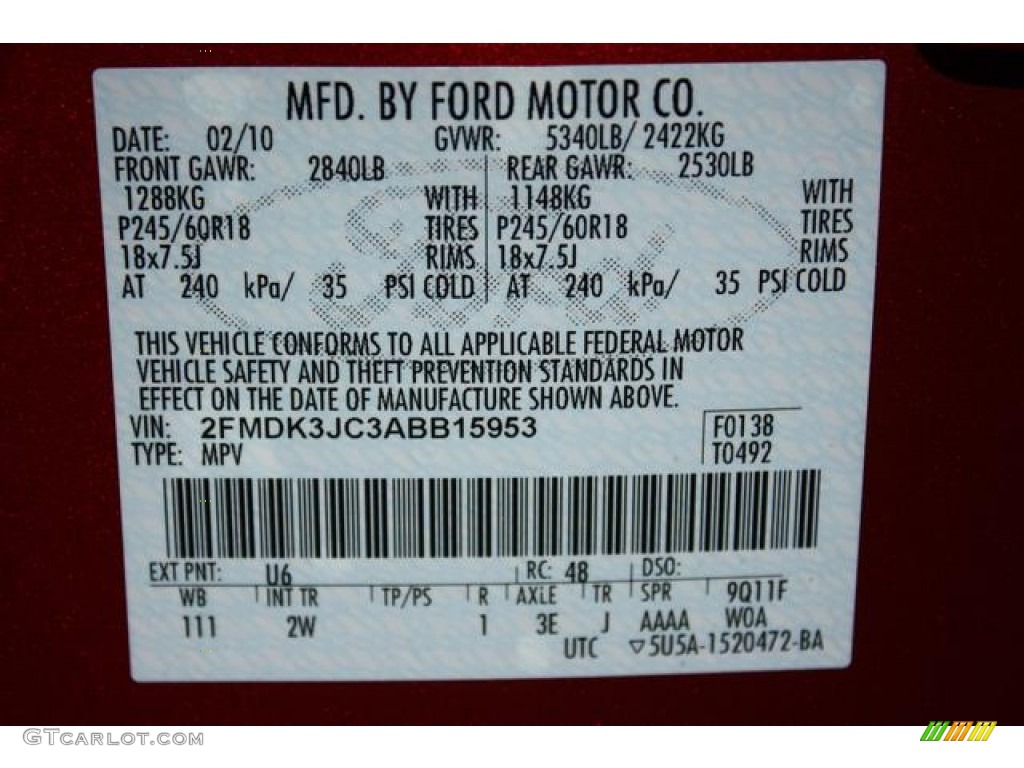 MFD. BY FORD MOTOR CO.
DATE: 02/10 GVWR: 5340LB/ 2422KG
FRONT GAWR: 2840LB REAR GAWR: 2530LB
1288KG WITH 1148KG WITH
P245/60R18 TIRES P245/60R18 TIRES
18x7.5J RIMS 18x7.5J RIMS
AT 240 kPa/ 35 PSI COLD AT 240 kPa/ 35 PSI COLD
THIS VEHICLE CONFORMS TO ALL APPLICABLE FEDERAL MOTOR
VEHICLE SAFETY AND THEFT PREVENTION STANDARDS IN
EFFECT ON THE DATE OF MANUFACTURE SHOWN ABOVE.
VIN: 2FMDK3JC3ABB15953 F0138
TYPE: MPV T0492
EXT PNT: U6 RC: 48 DSO:
WB INT TR TP/PS R AXLE TR SPR 9Q11F
111 2W 1 3E J AAAA WOA
UTC ▽5U5A-1520472-BA
GTCARLOT.COM